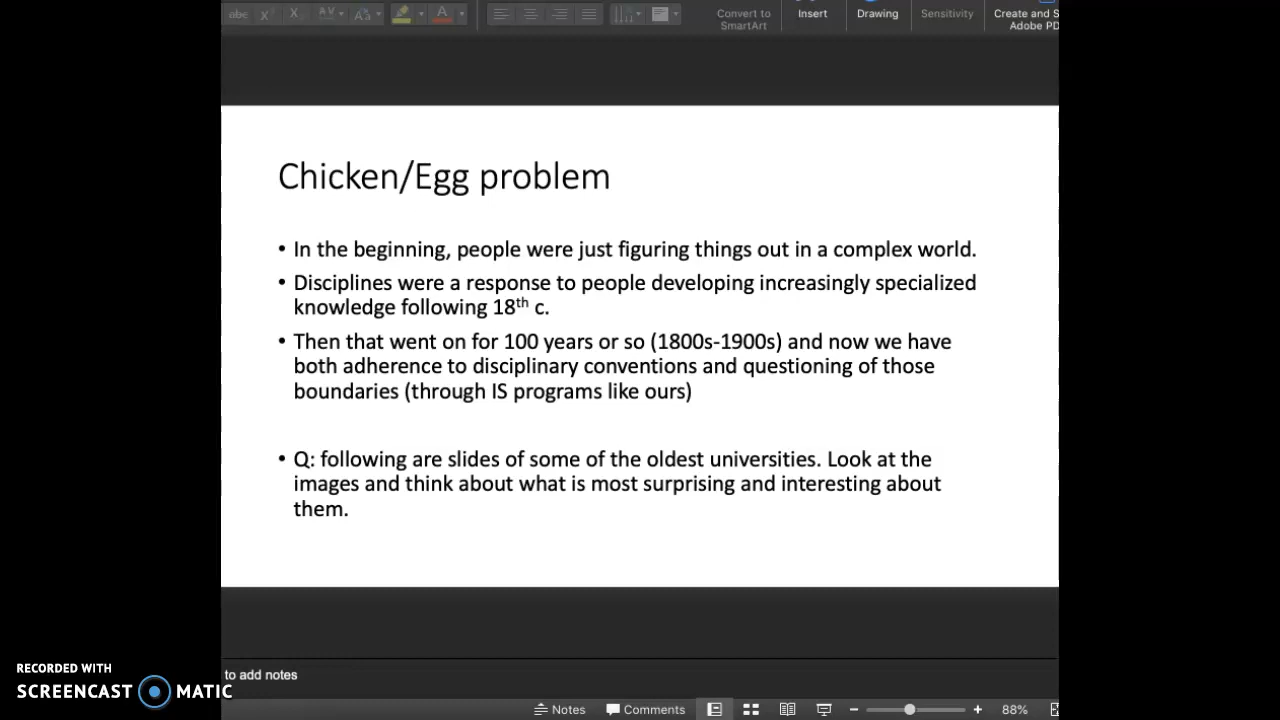 abc X X AV Aa A
Convert to
SmartArt
Insert
Drawing
Sensitivity
Create and S
Adobe PD
Chicken/Egg problem
• In the beginning, people were just figuring things out in a complex world.
• Disciplines were a response to people developing increasingly specialized
knowledge following 18th c.
• Then that went on for 100 years or so (1800s-1900s) and now we have
both adherence to disciplinary conventions and questioning of those
boundaries (through IS programs like ours)
• Q: following are slides of some of the oldest universities. Look at the
images and think about what is most surprising and interesting about
them.
RECORDED WITH
SCREENCAST MATIC
to add notes
Notes Comments 88%